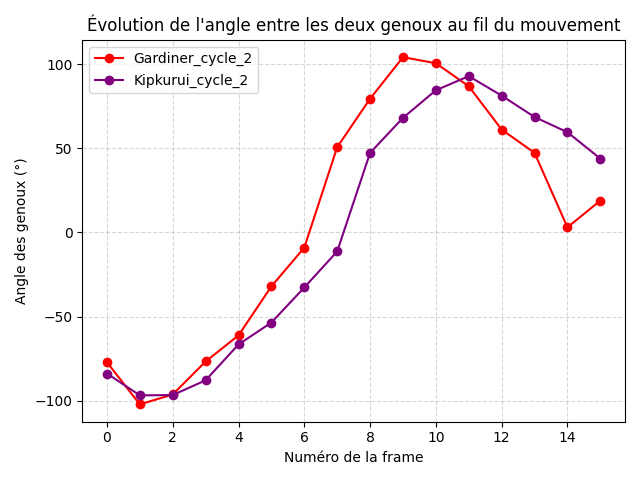 Évolution de l'angle entre les deux genoux au fil du mouvement
Gardiner_cycle_2
Kipkurui_cycle_2
Angle des genoux (°)
100
50
0
−50
−100
0 2 4 6 8 10 12 14
Numéro de la frame